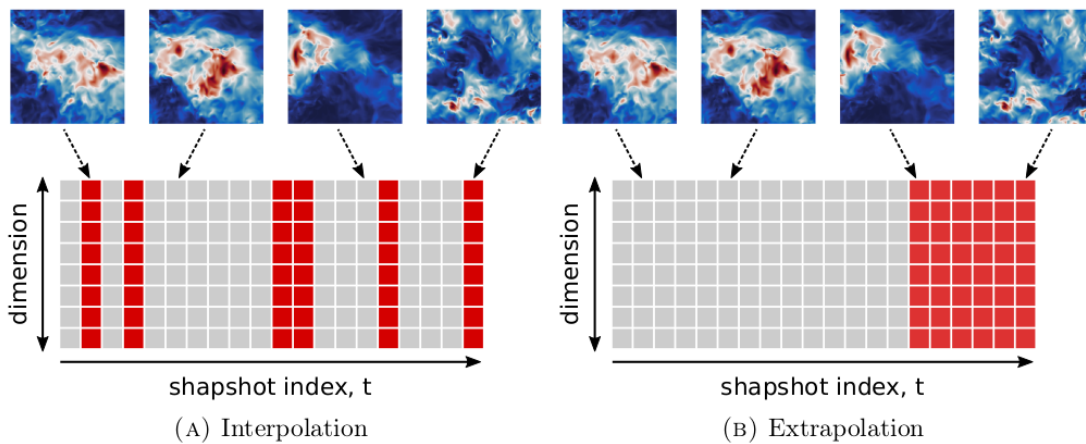 dimension
shapshot index, t
(A) Interpolation
dimension
shapshot index, t
(B) Extrapolation